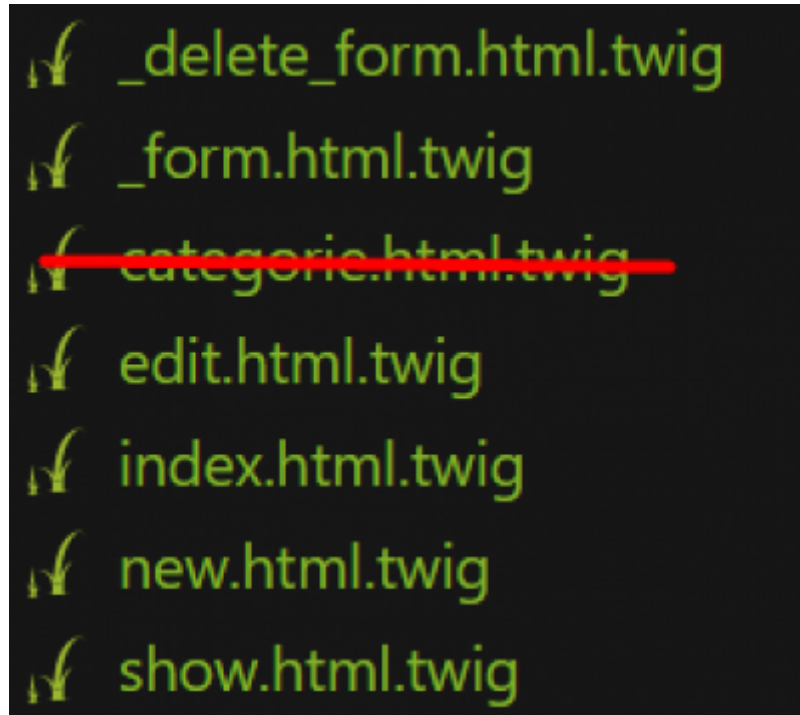 _delete_form.html.twig
_form.html.twig
categorie.html.twig
edit.html.twig
index.html.twig
new.html.twig
show.html.twig